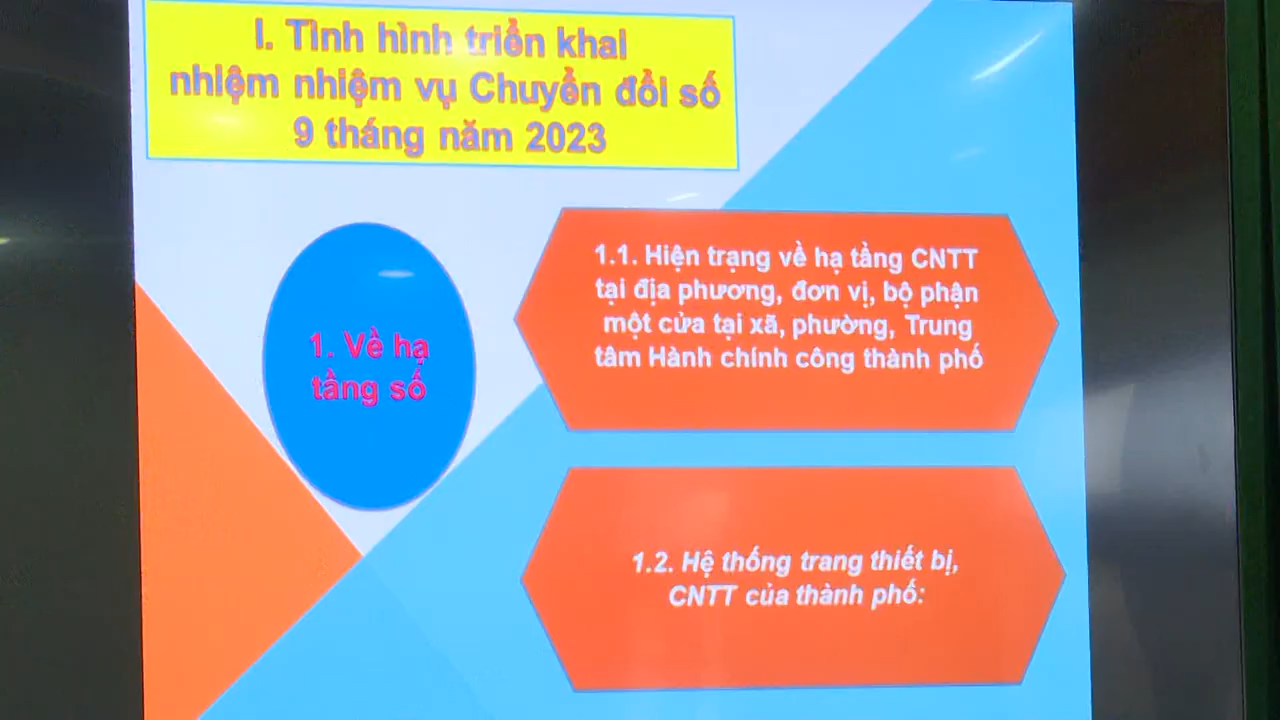 I. Tình hình triển khai
nhiệm nhiệm vụ Chuyển đổi số
9 tháng năm 2023
1. Về hạ
tầng số
1.1. Hiện trạng về hạ tầng CNTT
tại địa phương, đơn vị, bộ phận
một cửa tại xã, phường, Trung
tâm Hành chính công thành phố
1.2. Hệ thống trang thiết bị,
CNTT của thành phố: